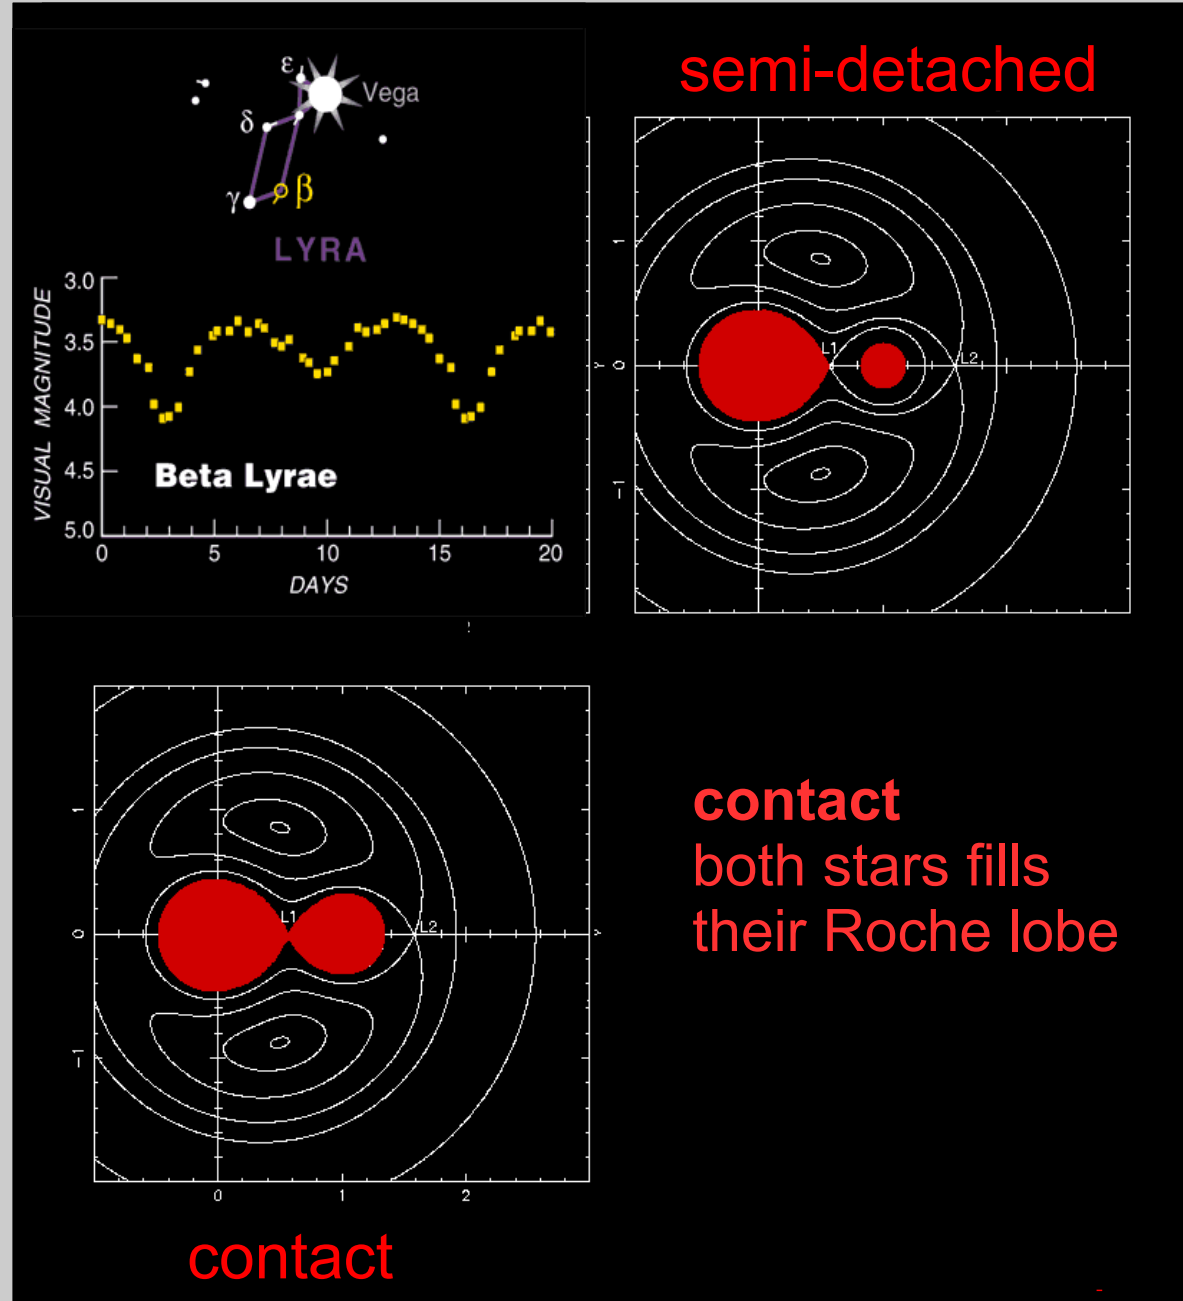 ε
Vega
δ
γ
β
LYRA
VISUAL MAGNITUDE
3.0
3.5
4.0
4.5
5.0
Beta Lyrae
0 5 10 15 20
DAYS
semi-detached
1
0
-1
Y
L1
L2
1
0
-1
L1
L2
Y
0 1 2
contact
contact
both stars fills
their Roche lobe
-